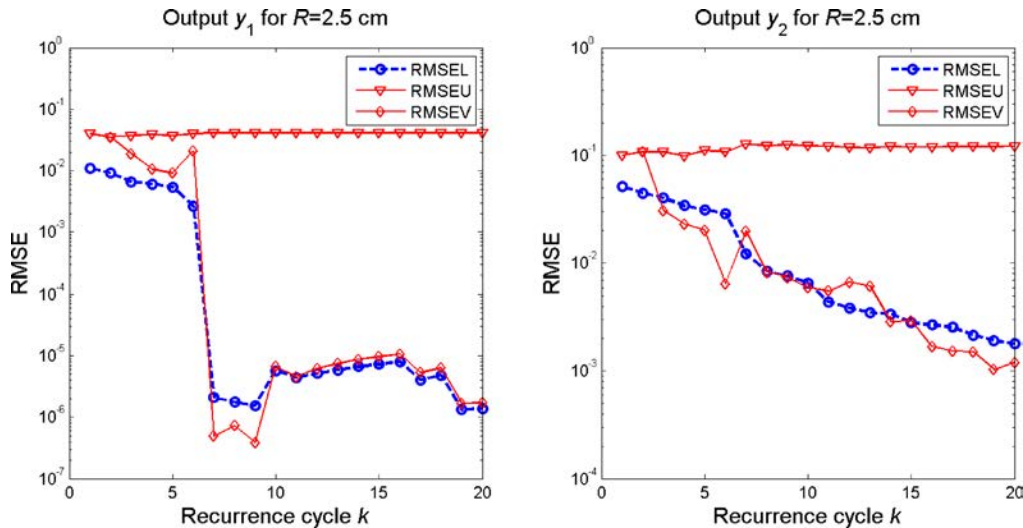 Output y1 for R=2.5 cm
RMSE
10^0
10^-1
10^-2
10^-3
10^-4
10^-5
10^-6
10^-7
RMSEL
RMSEU
RMSEV
0 5 10 15 20
Recurrence cycle k
Output y2 for R=2.5 cm
RMSE
10^0
10^-1
10^-2
10^-3
10^-4
RMSEL
RMSEU
RMSEV
0 5 10 15 20
Recurrence cycle k